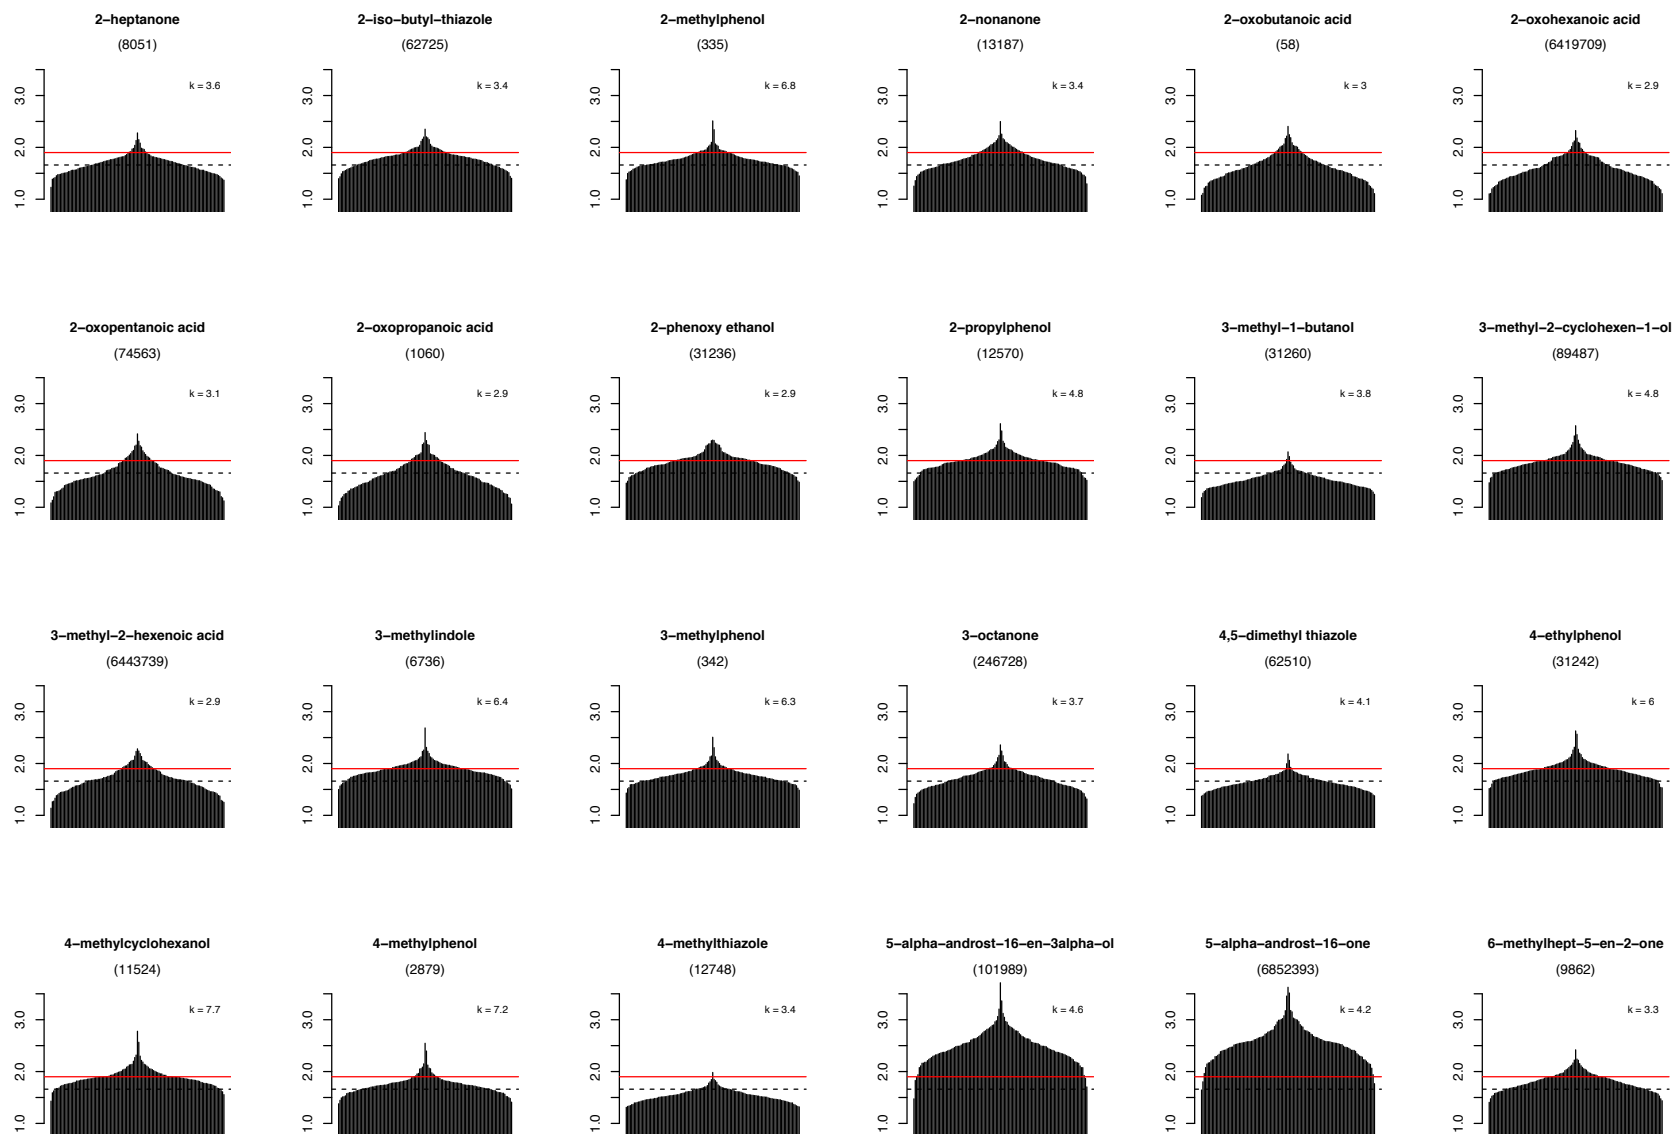 2−heptanone
(8051)
k = 3.6
1.0 2.0 3.0
2−iso−butyl−thiazole
(62725)
k = 3.4
1.0 2.0 3.0
2−methylphenol
(335)
k = 6.8
1.0 2.0 3.0
2−nonanone
(13187)
k = 3.4
1.0 2.0 3.0
2−oxobutanoic acid
(58)
k = 3
1.0 2.0 3.0
2−oxohexanoic acid
(6419709)
k = 2.9
1.0 2.0 3.0
2−oxopentanoic acid
(74563)
k = 3.1
1.0 2.0 3.0
2−oxopropanoic acid
(1060)
k = 2.9
1.0 2.0 3.0
2−phenoxy ethanol
(31236)
k = 2.9
1.0 2.0 3.0
2−propylphenol
(12570)
k = 4.8
1.0 2.0 3.0
3−methyl−1−butanol
(31260)
k = 3.8
1.0 2.0 3.0
3−methyl−2−cyclohexen−1−ol
(89487)
k = 4.8
1.0 2.0 3.0
3−methyl−2−hexenoic acid
(6443739)
k = 2.9
1.0 2.0 3.0
3−methylindole
(6736)
k = 6.4
1.0 2.0 3.0
3−methylphenol
(342)
k = 6.3
1.0 2.0 3.0
3−octanone
(246728)
k = 3.7
1.0 2.0 3.0
4,5−dimethyl thiazole
(62510)
k = 4.1
1.0 2.0 3.0
4−ethylphenol
(31242)
k = 6
1.0 2.0 3.0
4−methylcyclohexanol
(11524)
k = 7.7
1.0 2.0 3.0
4−methylphenol
(2879)
k = 7.2
1.0 2.0 3.0
4−methylthiazole
(12748)
k = 3.4
1.0 2.0 3.0
5−alpha−androst−16−en−3alpha−ol
(101989)
k = 4.6
1.0 2.0 3.0
5−alpha−androst−16−one
(6852393)
k = 4.2
1.0 2.0 3.0
6−methylhept−5−en−2−one
(9862)
k = 3.3
1.0 2.0 3.0